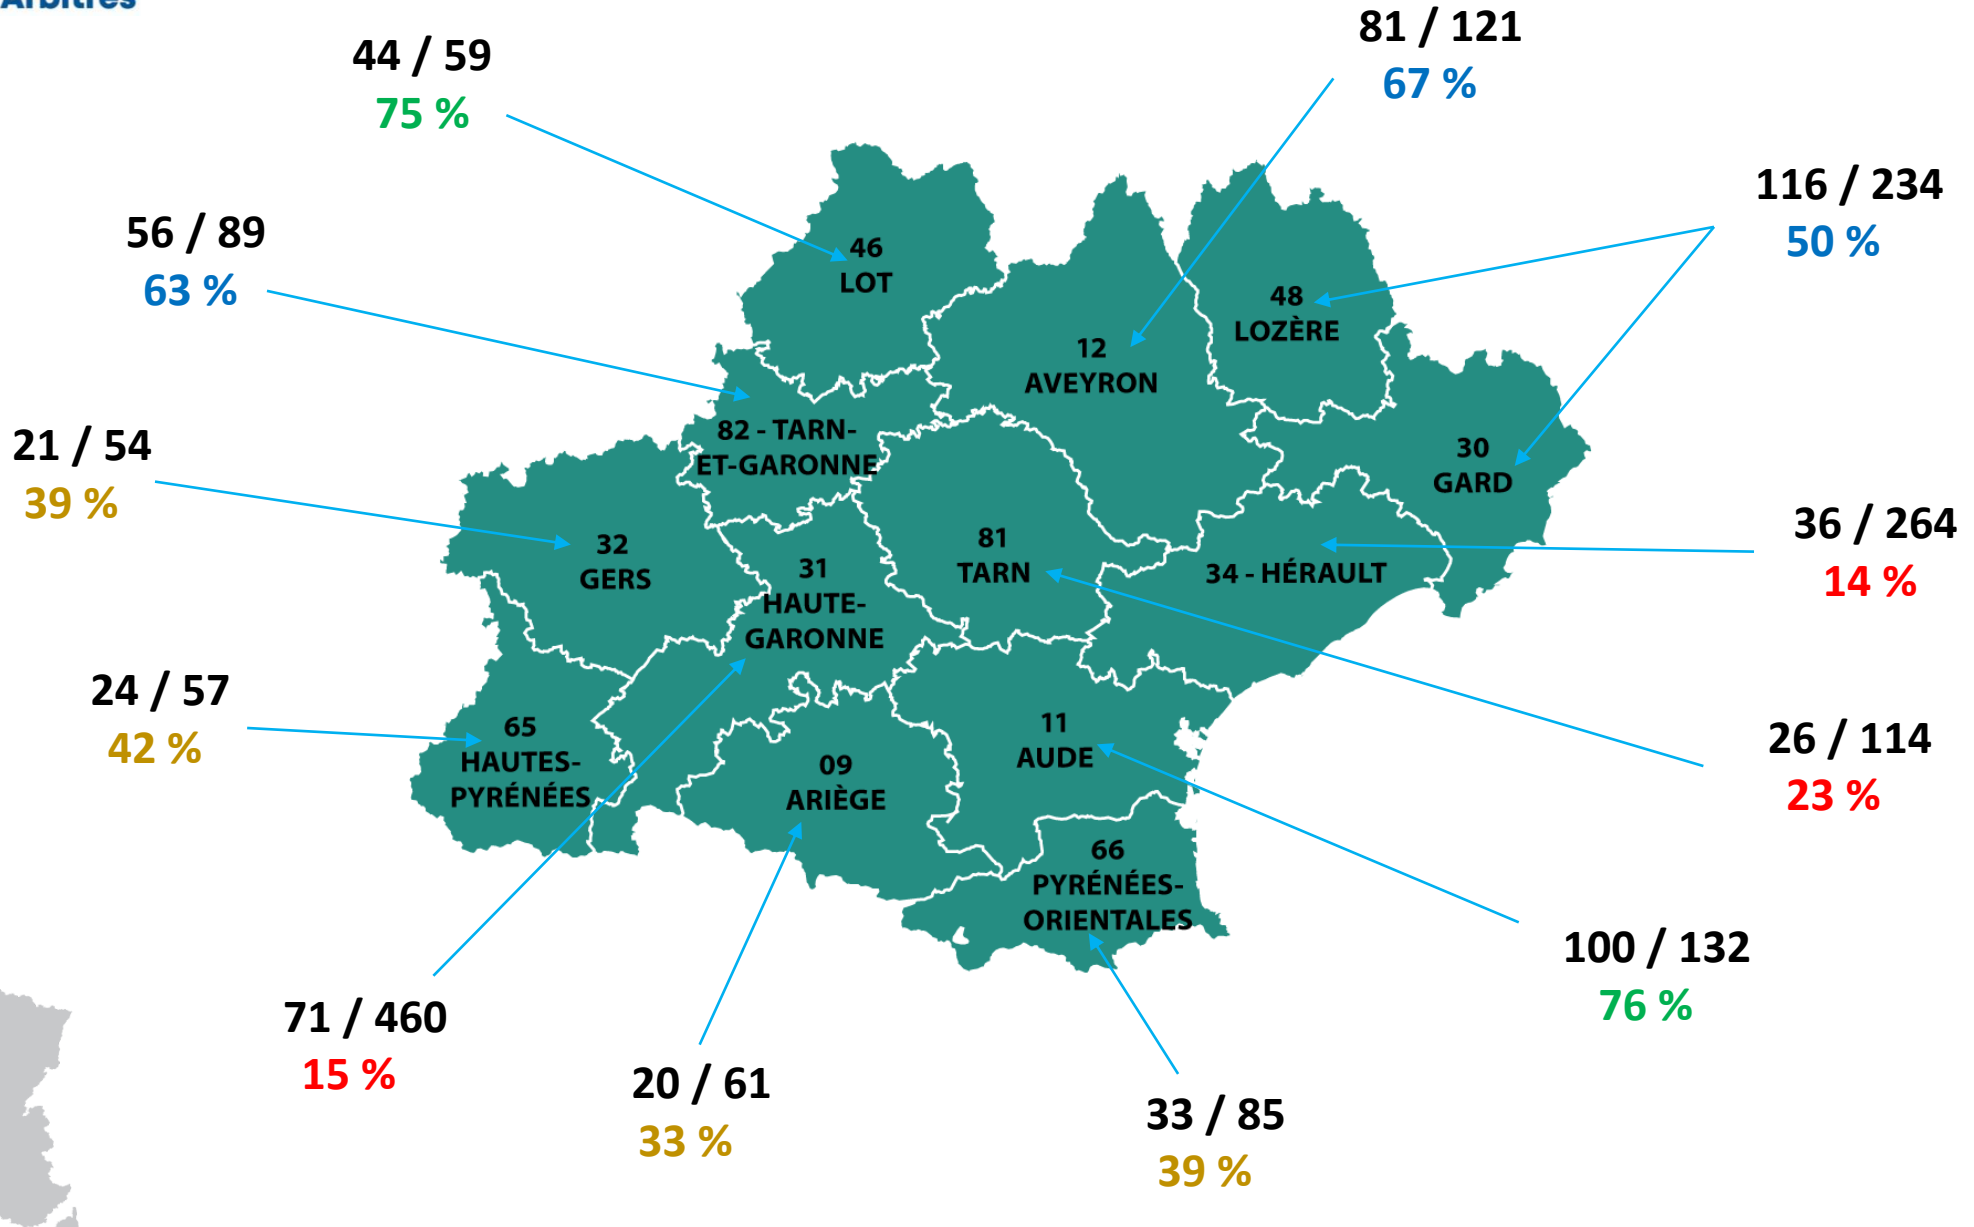 Arbitres
44 / 59
75 %
81 / 121
67 %
116 / 234
50 %
56 / 89
63 %
46
LOT
48
LOZÈRE
12
AVEYRON
82 - TARN-
ET-GARONNE
30
GARD
21 / 54
39 %
36 / 264
14 %
32
GERS
31
HAUTE-
GARONNE
81
TARN
34 - HÉRAULT
24 / 57
42 %
65
HAUTES-
PYRÉNÉES
09
ARIÈGE
11
AUDE
26 / 114
23 %
66
PYRÉNÉES-
ORIENTALES
100 / 132
76 %
71 / 460
15 %
20 / 61
33 %
33 / 85
39 %